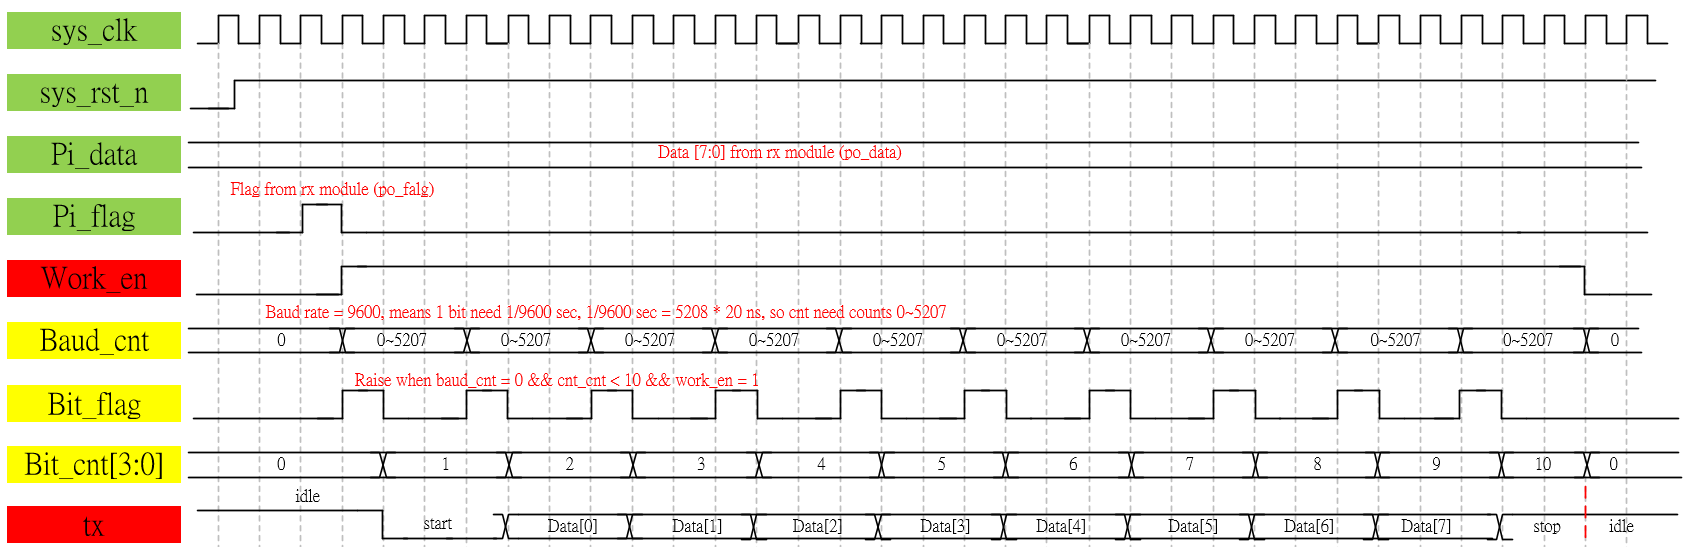 sys_clk
sys_rst_n
Pi_data
Data [7:0] from rx module (po_data)
Flag from rx module (po_falg)
Pi_flag
Work_en
Baud rate = 9600, means 1 bit need 1/9600 sec, 1/9600 sec = 5208 * 20 ns, so cnt need counts 0~5207
Baud_cnt 0 0~5207 0~5207 0~5207 0~5207 0~5207 0~5207 0~5207 0~5207 0~5207 0~5207 0
Raise when baud_cnt = 0 && cnt_cnt < 10 && work_en = 1
Bit_flag
Bit_cnt[3:0] 0 1 2 3 4 5 6 7 8 9 10 0
idle
tx start Data[0] Data[1] Data[2] Data[3] Data[4] Data[5] Data[6] Data[7] stop idle